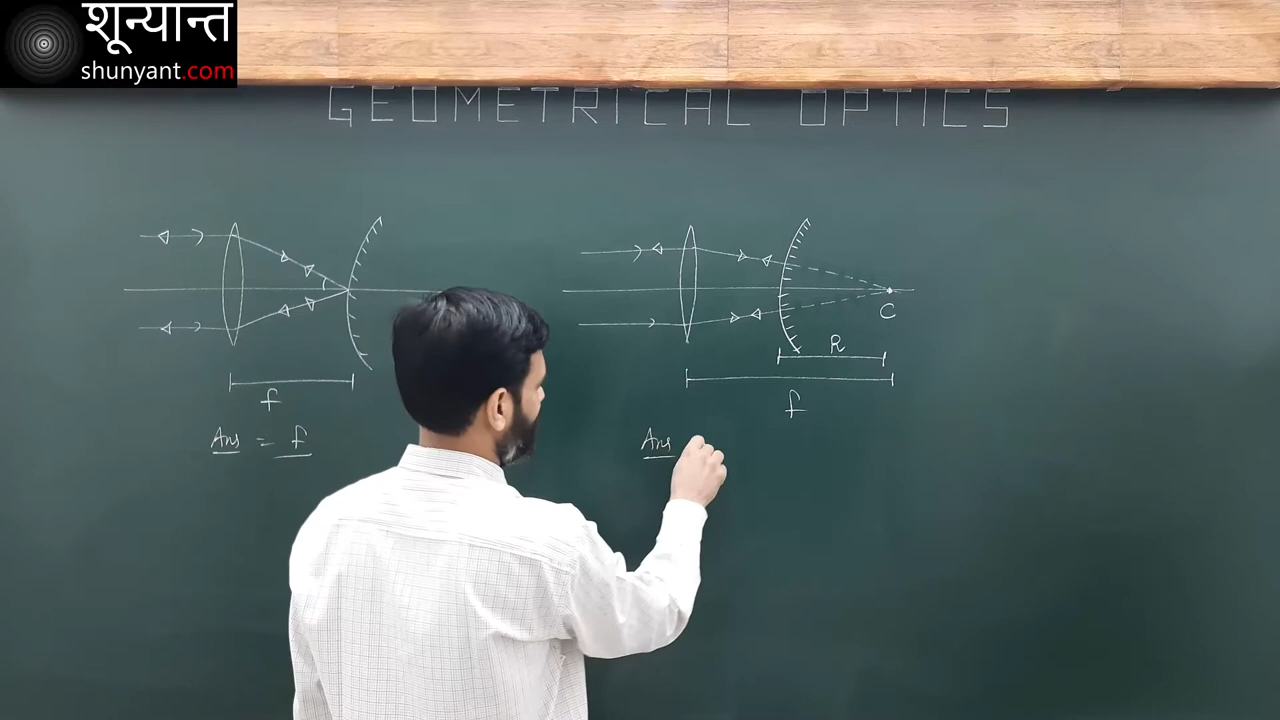 शून्यान्त
shunyant.com
GEOMETRICAL OPTICS
C
R
f
f
Ans = f
Ans